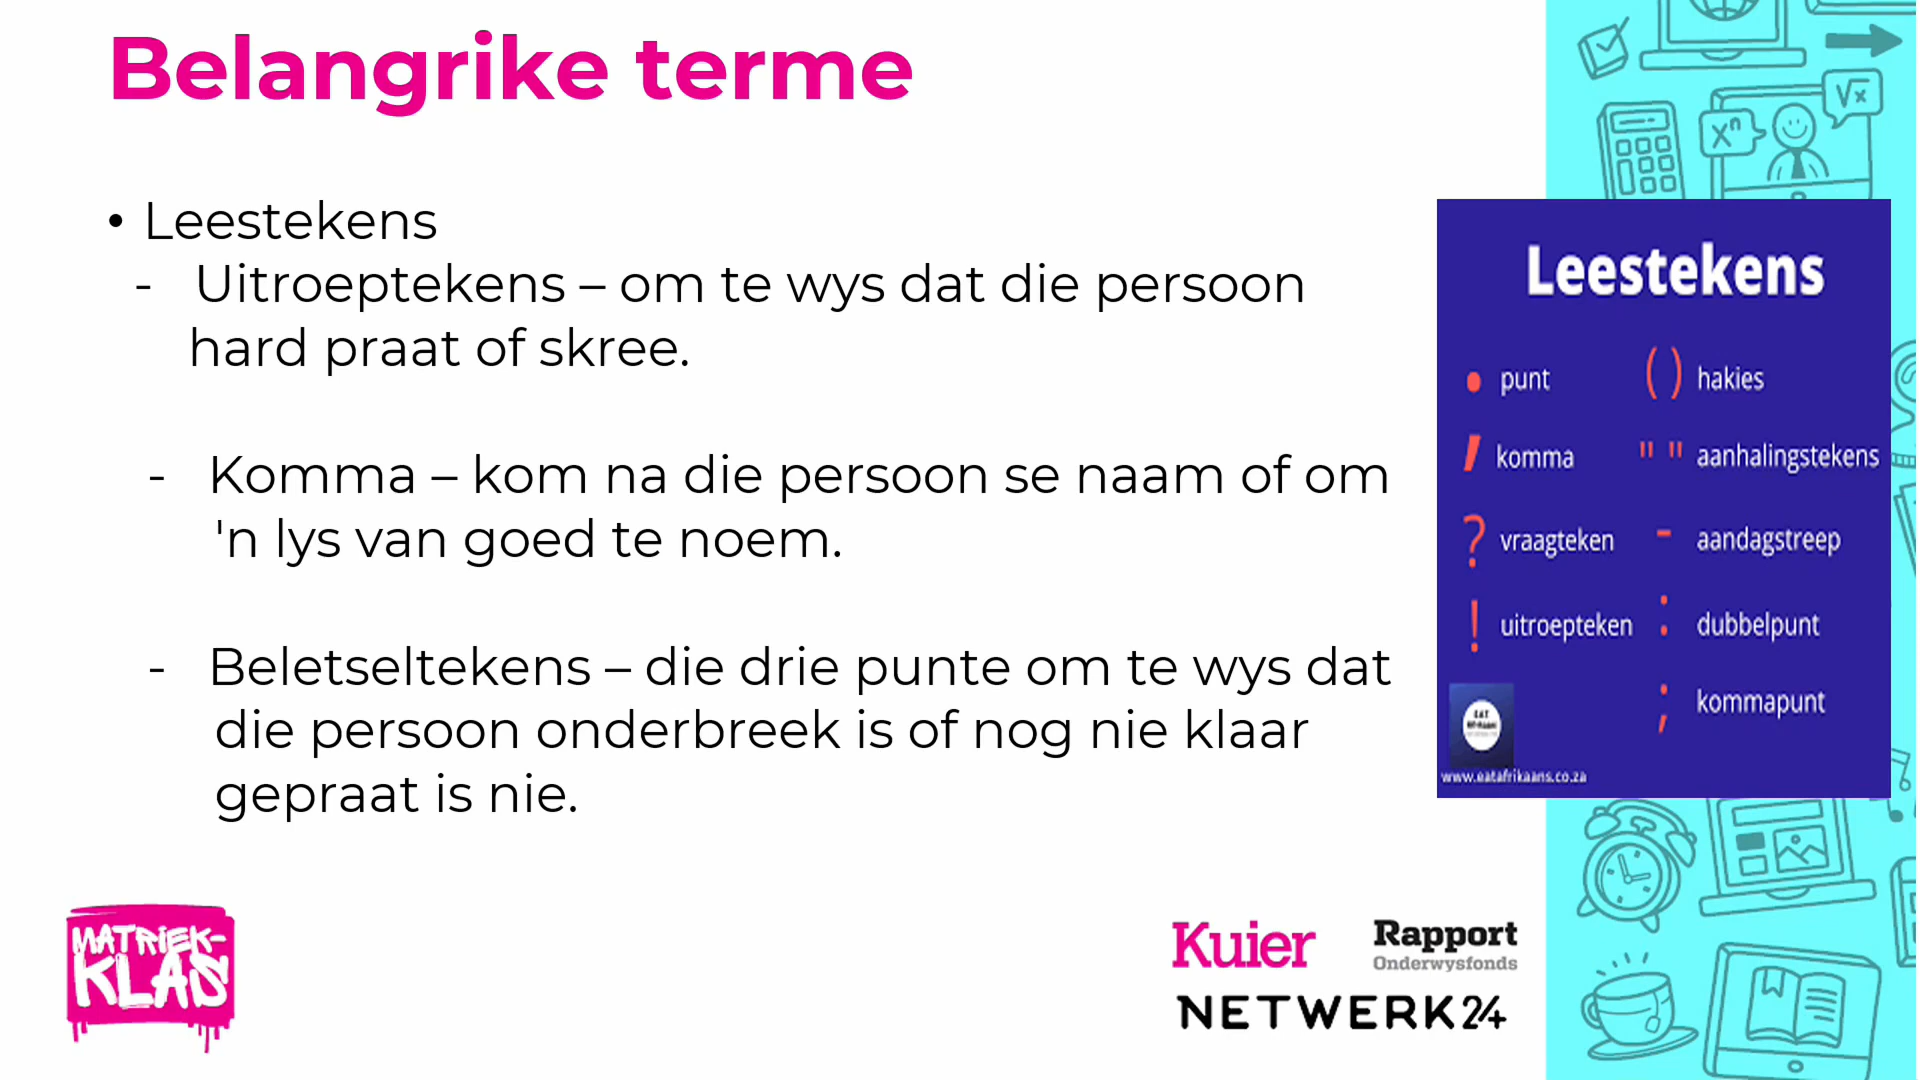 Belangrike terme
• Leestekens
- Uitroeptekens – om te wys dat die persoon
hard praat of skree.
- Komma – kom na die persoon se naam of om
'n lys van goed te noem.
- Beletseltekens – die drie punte om te wys dat
die persoon onderbreek is of nog nie klaar
gepraat is nie.
Leestekens
. punt
, komma
? vraagteken
! uitroepteken
( ) hakies
" " aanhalingstekens
- aandagstreep
: dubbelpunt
; kommapunt
www.eatafrikaans.co.za
√x
xⁿ
MATRIEK-
KLAS
Kuier
Rapport
Onderwysfonds
NETWERK24